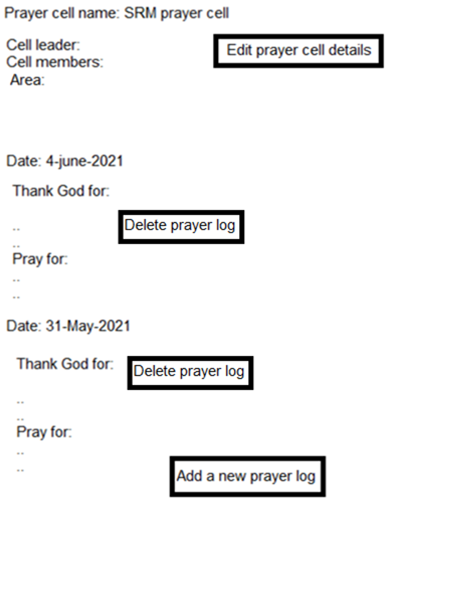 Prayer cell name: SRM prayer cell
Cell leader:
Edit prayer cell details
Cell members:
Area:
Date: 4-june-2021
Thank God for:
Delete prayer log
..
..
Pray for:
..
..
Date: 31-May-2021
Thank God for:
Delete prayer log
..
..
Pray for:
..
..
Add a new prayer log